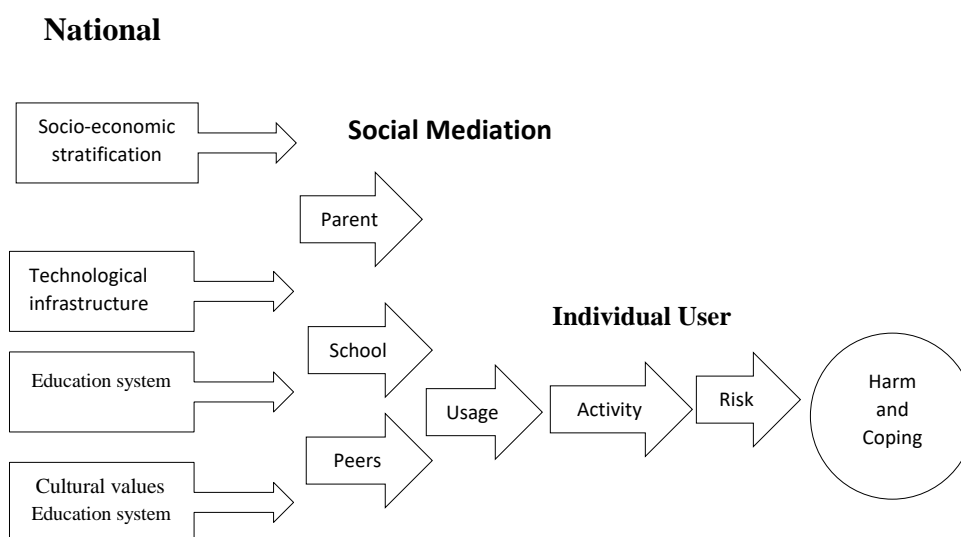 National
Socio-economic
stratification
Social Mediation
Parent
Technological
infrastructure
Individual User
School
Education system
Usage
Activity
Risk
Harm
and
Coping
Peers
Cultural values
Education system